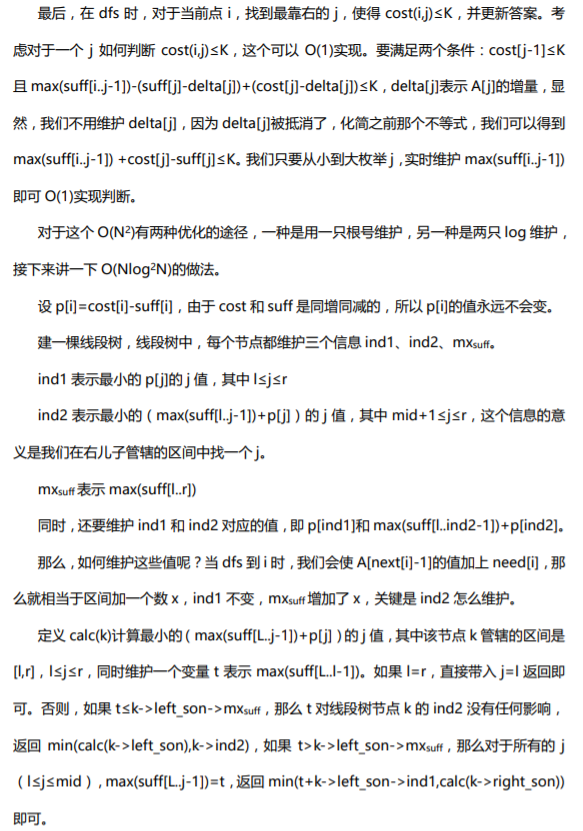 最后，在 dfs 时，对于当前点 i，找到最靠右的 j，使得 cost(i,j)≤K，并更新答案。考
虑对于一个 j 如何判断 cost(i,j)≤K，这个可以 O(1)实现。要满足两个条件：cost[j-1]≤K
且 max(suff[i..j-1])-(suff[j]-delta[j])+(cost[j]-delta[j])≤K，delta[j]表示 A[j]的增量，显
然，我们不用维护 delta[j]，因为 delta[j]被抵消了，化简之前那个不等式，我们可以得到
max(suff[i..j-1]) +cost[j]-suff[j]≤K。我们只要从小到大枚举 j，实时维护 max(suff[i..j-1])
即可 O(1)实现判断。
对于这个 O(N²)有两种优化的途径，一种是用一只根号维护，另一种是两只 log 维护，
接下来讲一下 O(Nlog²N)的做法。
设 p[i]=cost[i]-suff[i]，由于 cost 和 suff 是同增同减的，所以 p[i]的值永远不会变。
建一棵线段树，线段树中，每个节点都维护三个信息 ind1、ind2、mxsuff。
ind1 表示最小的 p[j]的 j 值，其中 l≤j≤r
ind2 表示最小的（max(suff[l..j-1])+p[j]）的 j 值，其中 mid+1≤j≤r，这个信息的意
义是我们在右儿子管辖的区间中找一个 j。
mxsuff 表示 max(suff[l..r])
同时，还要维护 ind1 和 ind2 对应的值，即 p[ind1]和 max(suff[l..ind2-1])+p[ind2]。
那么，如何维护这些值呢？当 dfs 到 i 时，我们会使 A[next[i]-1]的值加上 need[i]，那
么就相当于区间加一个数 x，ind1 不变，mxsuff 增加了 x，关键是 ind2 怎么维护。
定义 calc(k)计算最小的（max(suff[L..j-1])+p[j]）的 j 值，其中该节点 k 管辖的区间是
[l,r]，l≤j≤r，同时维护一个变量 t 表示 max(suff[L..l-1])。如果 l=r，直接带入 j=l 返回即
可。否则，如果 t≤k->left_son->mxsuff，那么 t 对线段树节点 k 的 ind2 没有任何影响，
返回 min(calc(k->left_son),k->ind2)，如果 t>k->left_son->mxsuff，那么对于所有的 j
（l≤j≤mid），max(suff[L..j-1])=t，返回 min(t+k->left_son->ind1,calc(k->right_son))
即可。